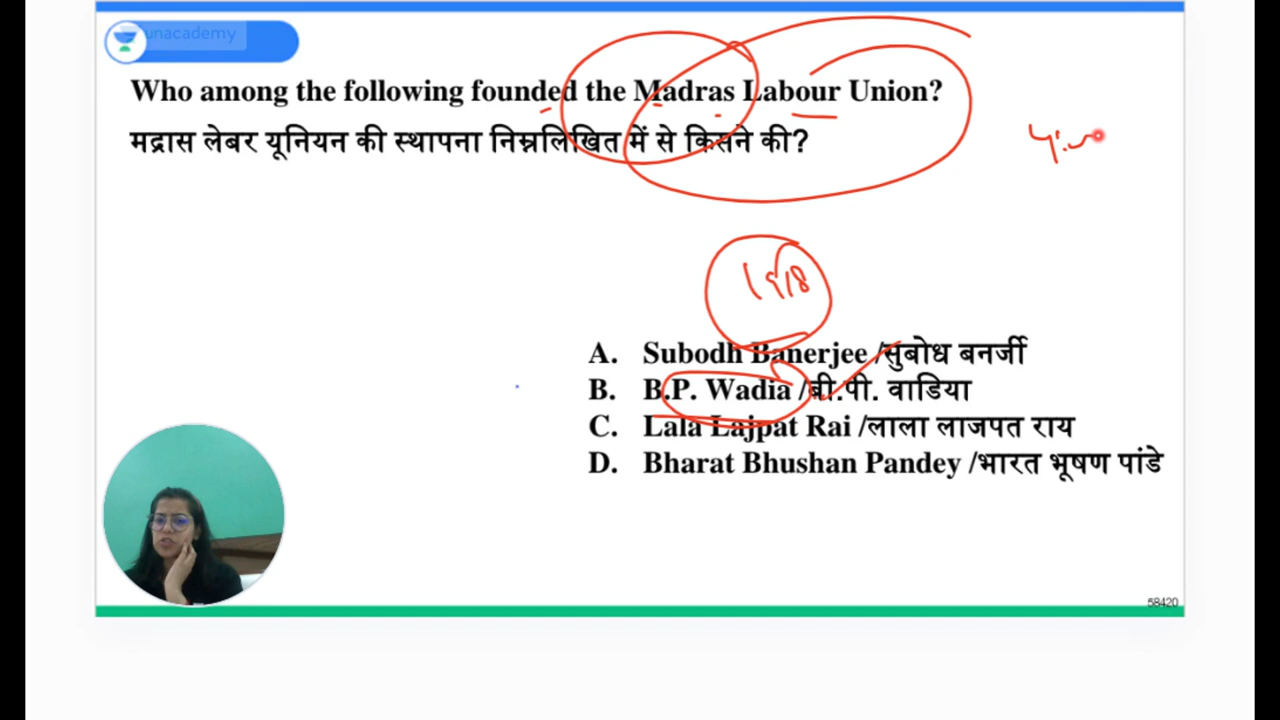 unacademy
Who among the following founded the Madras Labour Union?
मद्रास लेबर यूनियन की स्थापना निम्नलिखित में से किसने की?
1918
A. Subodh Banerjee /सुबोध बनर्जी
B. B.P. Wadia /बी.पी. वाडिया
C. Lala Lajpat Rai /लाला लाजपत राय
D. Bharat Bhushan Pandey /भारत भूषण पांडे
58420